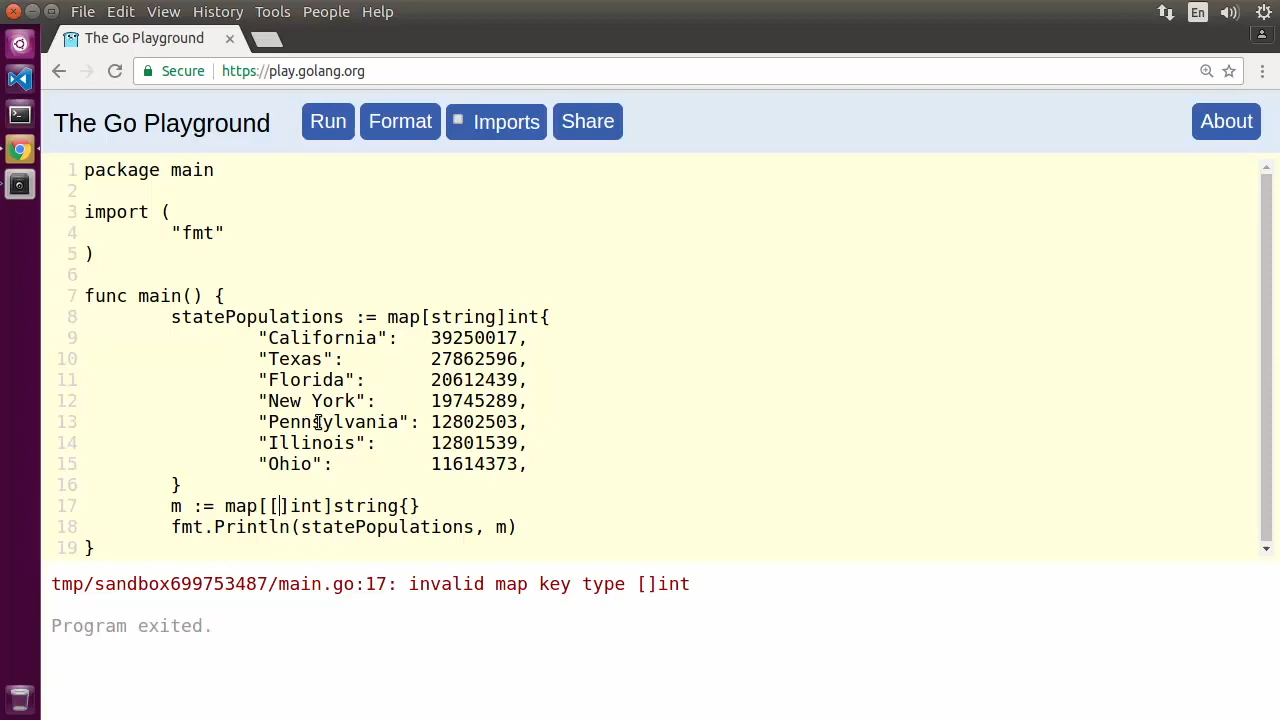 File Edit View History Tools People Help
En
The Go Playground
Secure https://play.golang.org
The Go Playground Run Format Imports Share About
1 package main
2
3 import (
4 "fmt"
5 )
6
7 func main() {
8 statePopulations := map[string]int{
9 "California": 39250017,
10 "Texas": 27862596,
11 "Florida": 20612439,
12 "New York": 19745289,
13 "Pennsylvania": 12802503,
14 "Illinois": 12801539,
15 "Ohio": 11614373,
16 }
17 m := map[[]int]string{}
18 fmt.Println(statePopulations, m)
19 }
tmp/sandbox699753487/main.go:17: invalid map key type []int
Program exited.